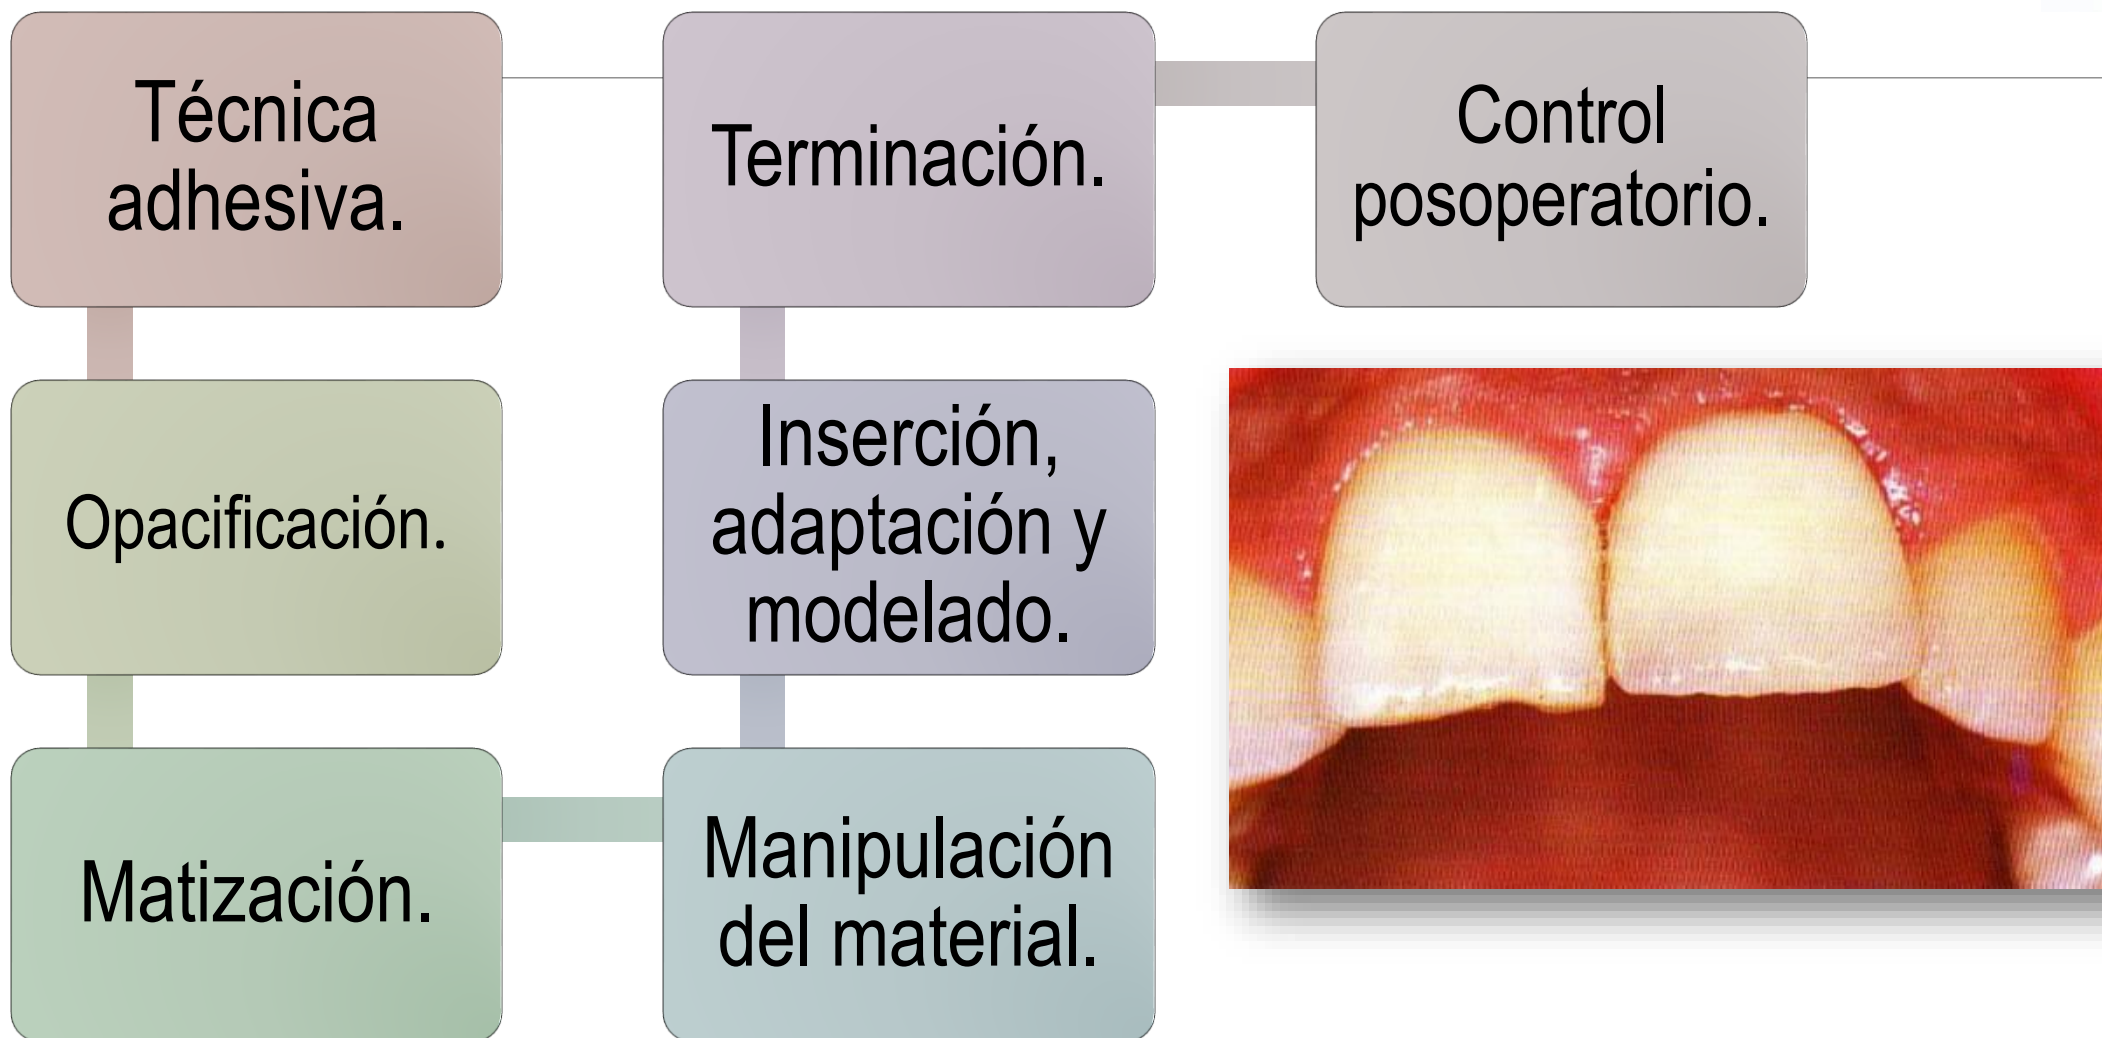 Técnica
adhesiva.
Opacificación.
Matización.
Manipulación
del material.
Inserción,
adaptación y
modelado.
Terminación.
Control
posoperatorio.